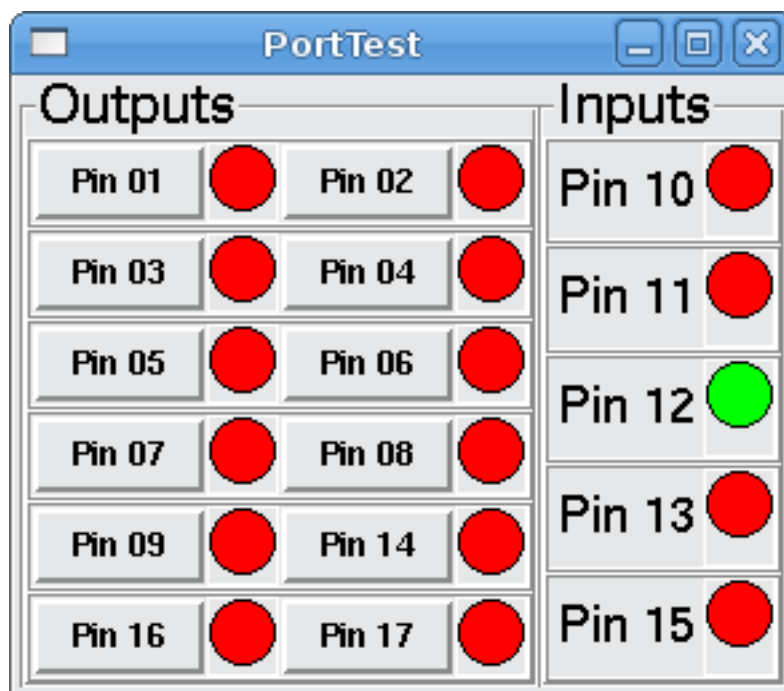 PortTest
Outputs
Inputs
Pin 01
Pin 02
Pin 10
Pin 03
Pin 04
Pin 11
Pin 05
Pin 06
Pin 12
Pin 07
Pin 08
Pin 13
Pin 09
Pin 14
Pin 15
Pin 16
Pin 17